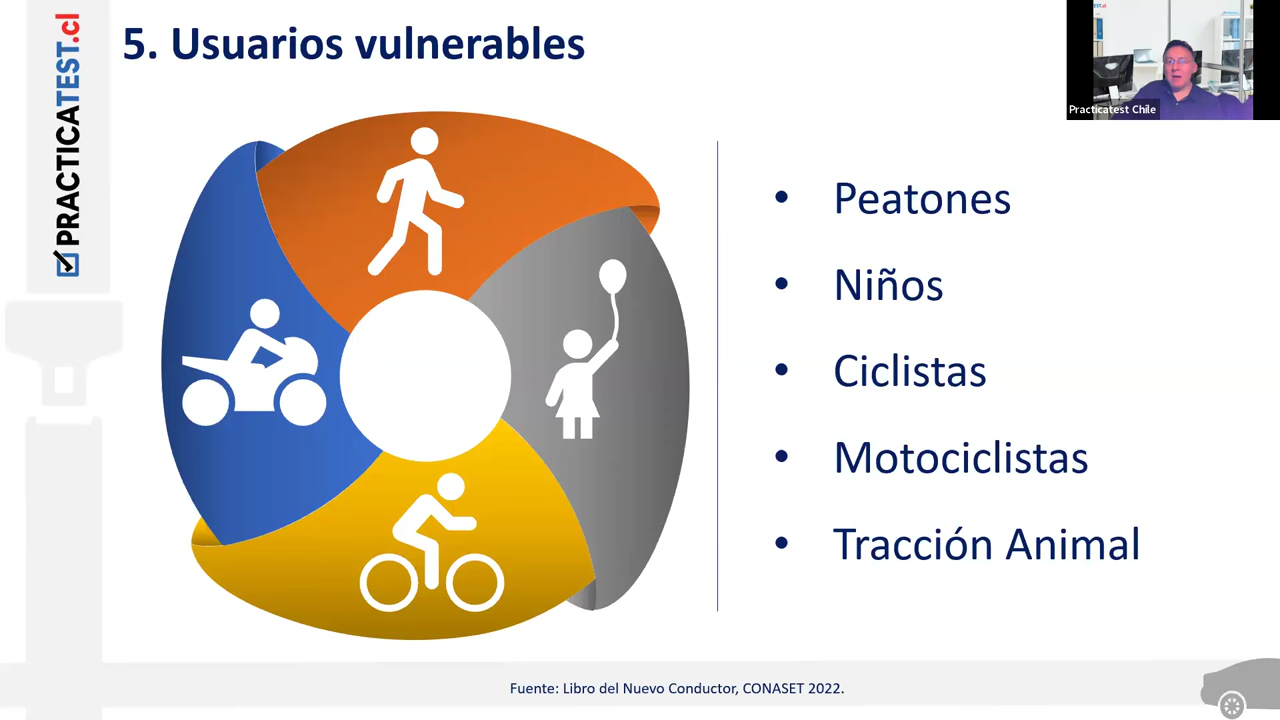 5. Usuarios vulnerables
PRACTICATEST.cl
Practicatest Chile
• Peatones
• Niños
• Ciclistas
• Motociclistas
• Tracción Animal
Fuente: Libro del Nuevo Conductor, CONASET 2022.